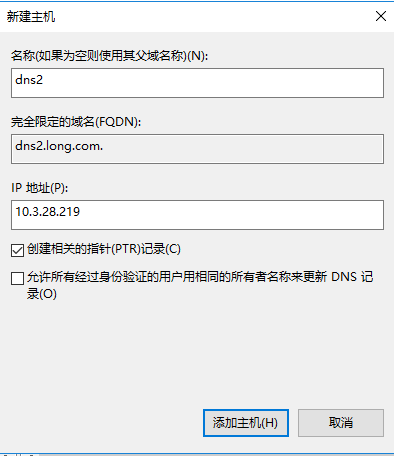 新建主机
名称(如果为空则使用其父域名称)(N):
dns2
完全限定的域名(FQDN):
dns2.long.com.
IP 地址(P):
10.3.28.219
创建相关的指针(PTR)记录(C)
允许所有经过身份验证的用户用相同的所有者名称来更新 DNS 记
录(O)
添加主机(H)
取消